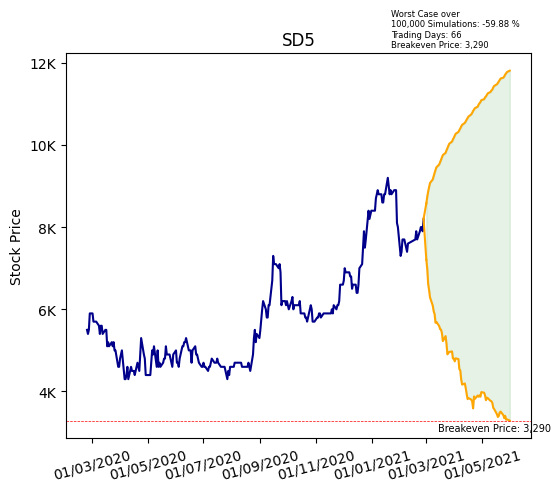 Worst Case over
100,000 Simulations: -59.88 %
Trading Days: 66
Breakeven Price: 3,290
SD5
12K
10K
8K
6K
4K
Stock Price
Breakeven Price: 3,290
01/03/2020
01/05/2020
01/07/2020
01/09/2020
01/11/2020
01/01/2021
01/03/2021
01/05/2021